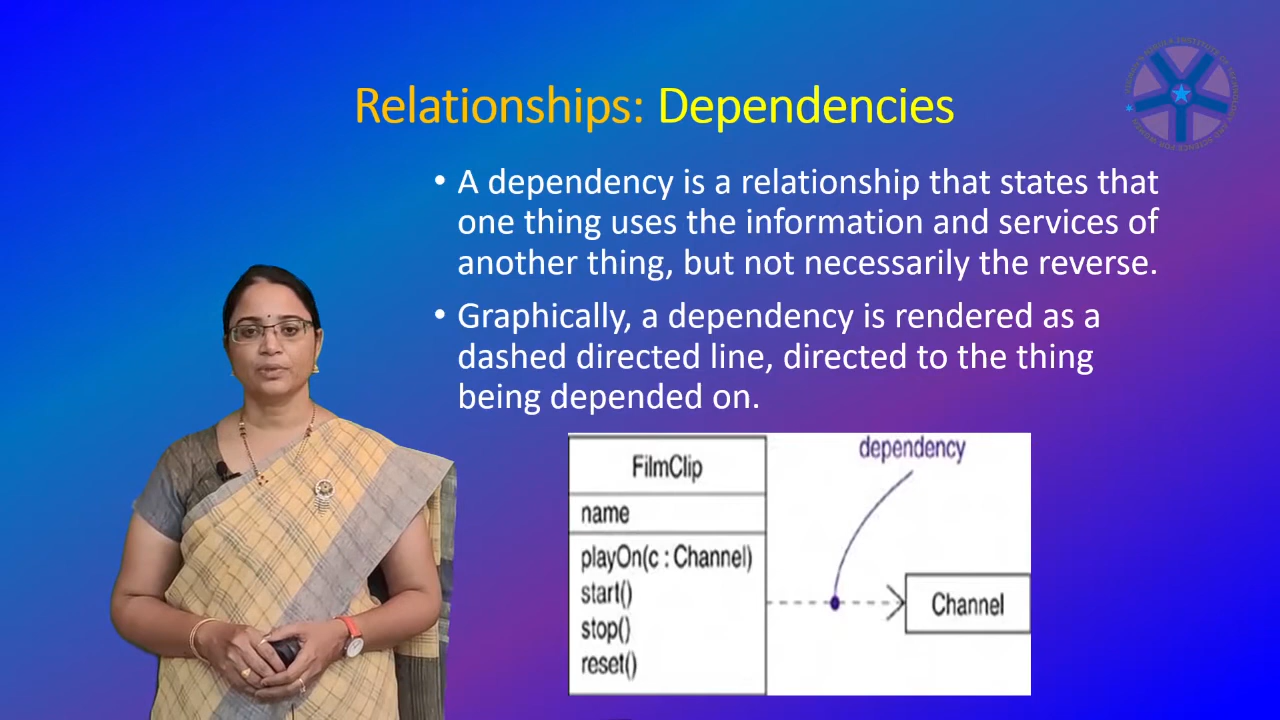 Relationships: Dependencies
• A dependency is a relationship that states that
one thing uses the information and services of
another thing, but not necessarily the reverse.
• Graphically, a dependency is rendered as a
dashed directed line, directed to the thing
being depended on.
dependency
FilmClip
name
playOn(c : Channel)
start()
stop()
reset()
Channel